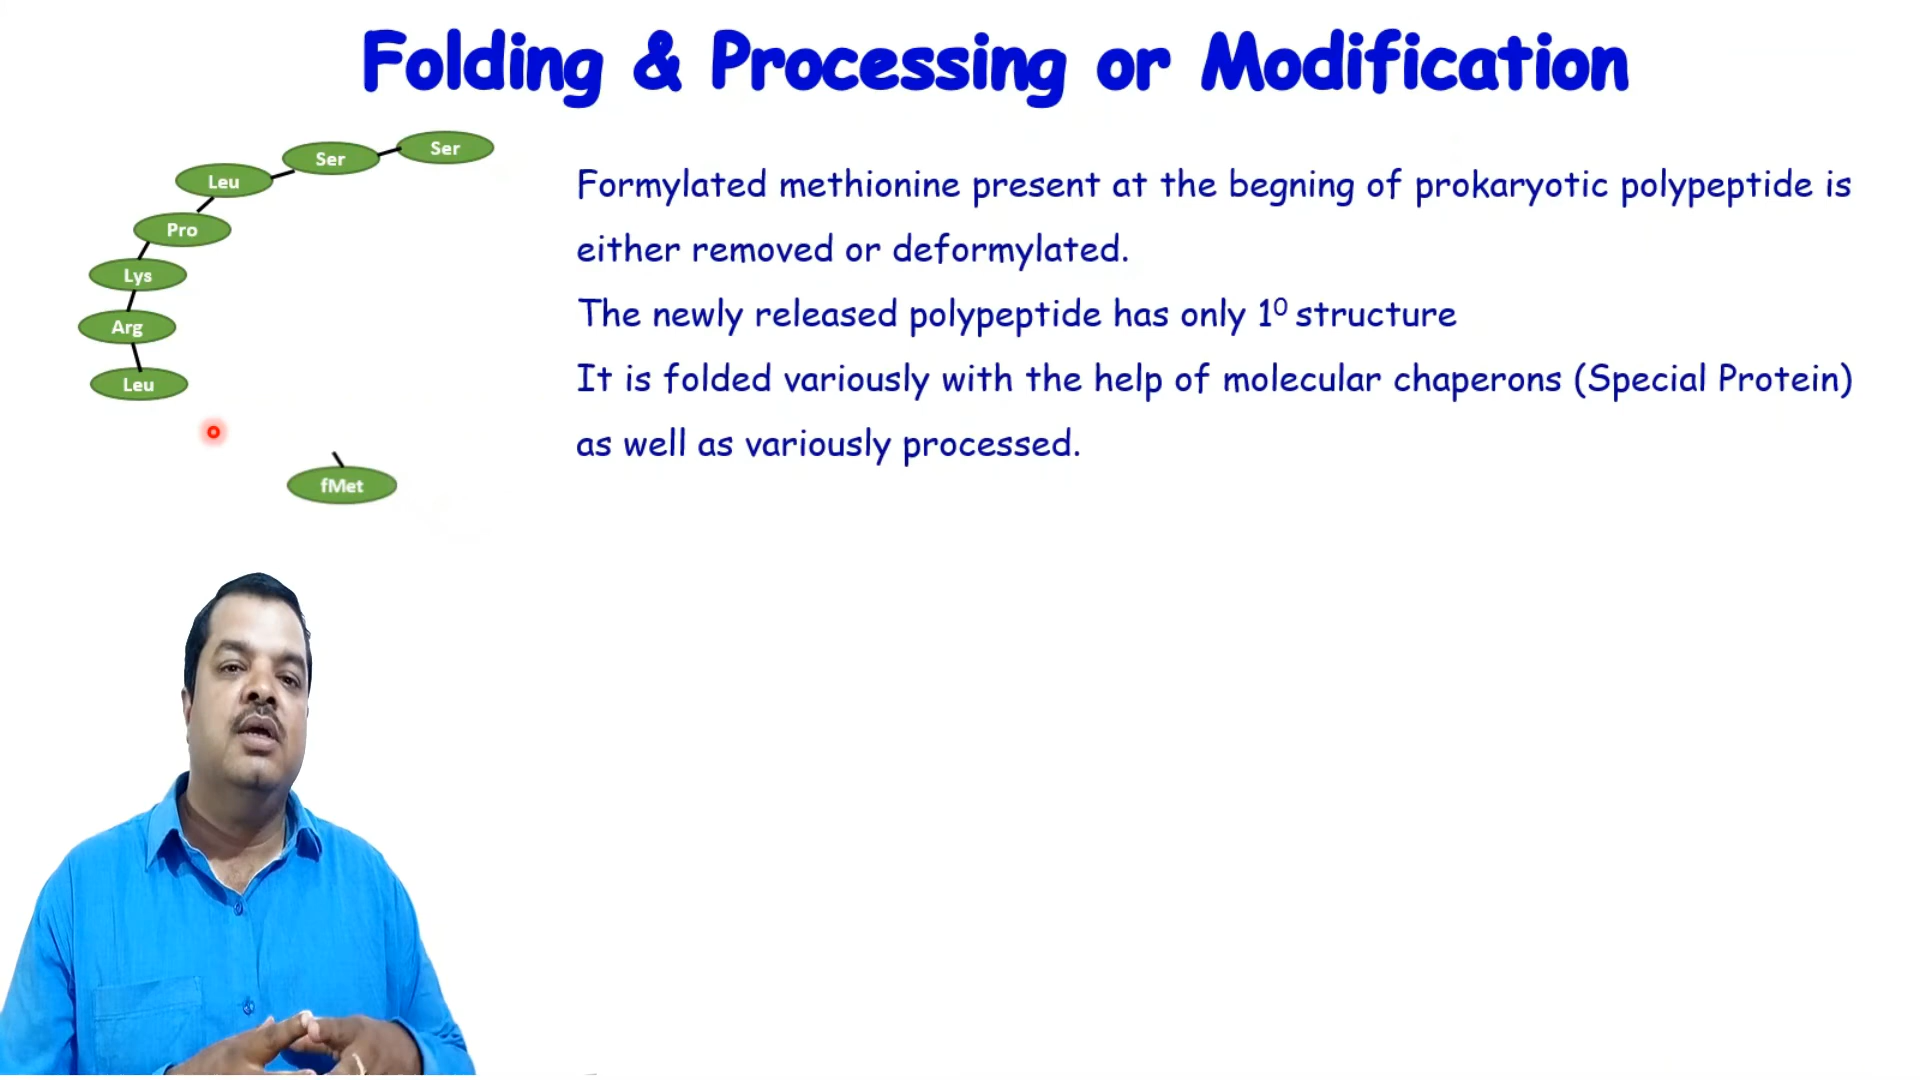 Folding & Processing or Modification
Ser
Ser
Leu
Pro
Lys
Arg
Leu
fMet
Formylated methionine present at the begning of prokaryotic polypeptide is
either removed or deformylated.
The newly released polypeptide has only 1⁰ structure
It is folded variously with the help of molecular chaperons (Special Protein)
as well as variously processed.